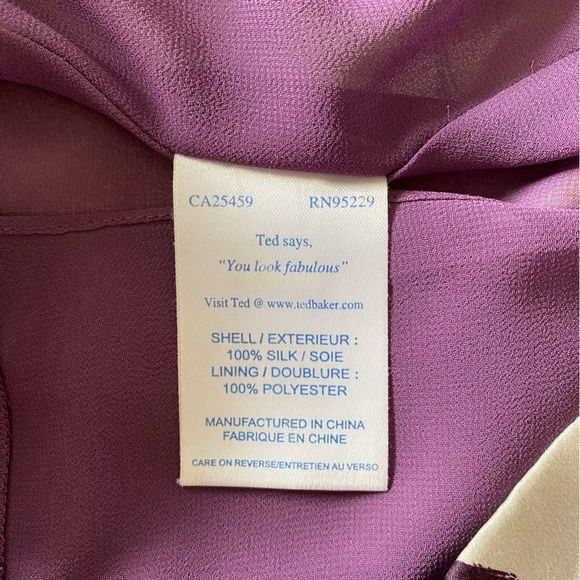 CA25459 RN95229
Ted says,
"You look fabulous"
Visit Ted @ www.tedbaker.com
SHELL / EXTERIEUR :
100% SILK / SOIE
LINING / DOUBLURE :
100% POLYESTER
MANUFACTURED IN CHINA
FABRIQUE EN CHINE
CARE ON REVERSE/ENTRETIEN AU VERSO